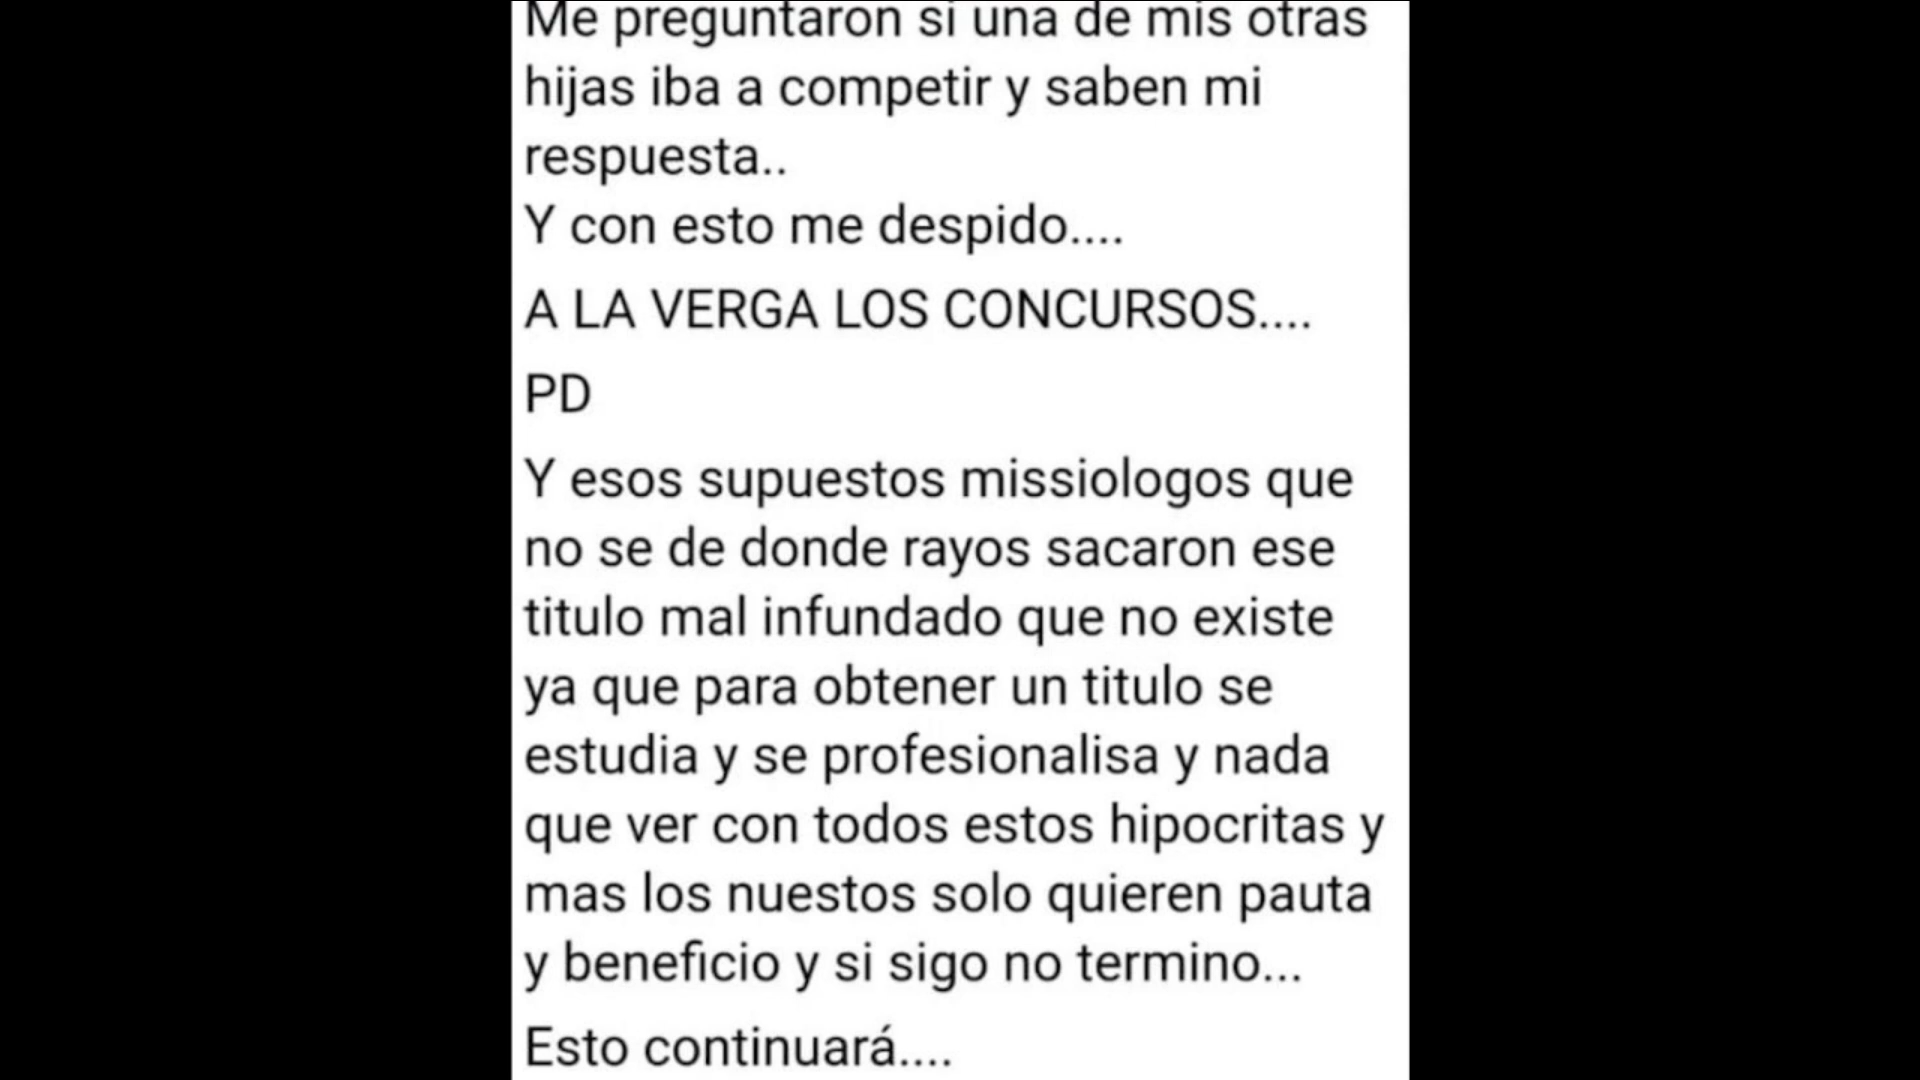 Me preguntaron si una de mis otras
hijas iba a competir y saben mi
respuesta..
Y con esto me despido....
A LA VERGA LOS CONCURSOS....
PD
Y esos supuestos missiologos que
no se de donde rayos sacaron ese
titulo mal infundado que no existe
ya que para obtener un titulo se
estudia y se profesionalisa y nada
que ver con todos estos hipocritas y
mas los nuestos solo quieren pauta
y beneficio y si sigo no termino...
Esto continuará....